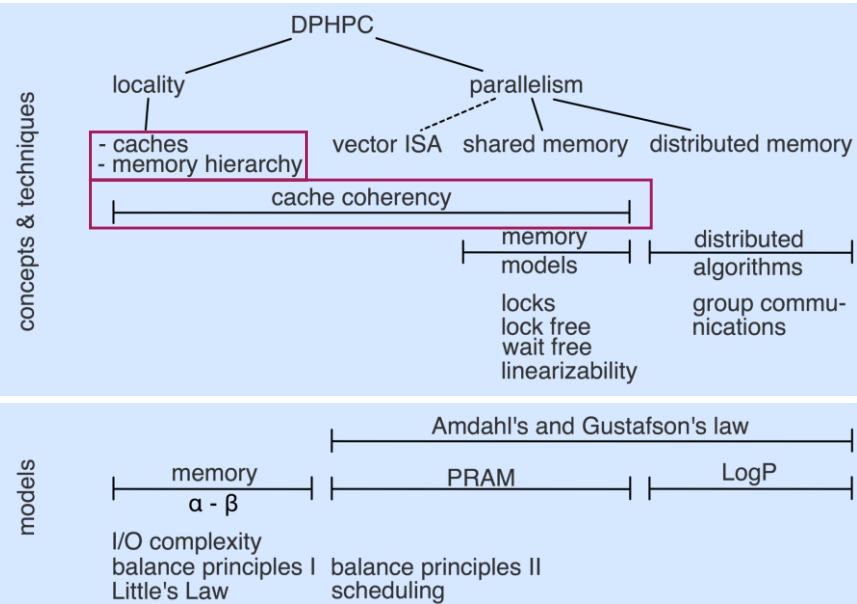 DPHPC
locality
parallelism
- caches
- memory hierarchy
vector ISA
shared memory
distributed memory
cache coherency
memory
models
distributed
algorithms
locks
lock free
wait free
linearizability
group commu-
nications
concepts & techniques
Amdahl's and Gustafson's law
memory
α - β
PRAM
LogP
I/O complexity
balance principles I
Little's Law
balance principles II
scheduling
models